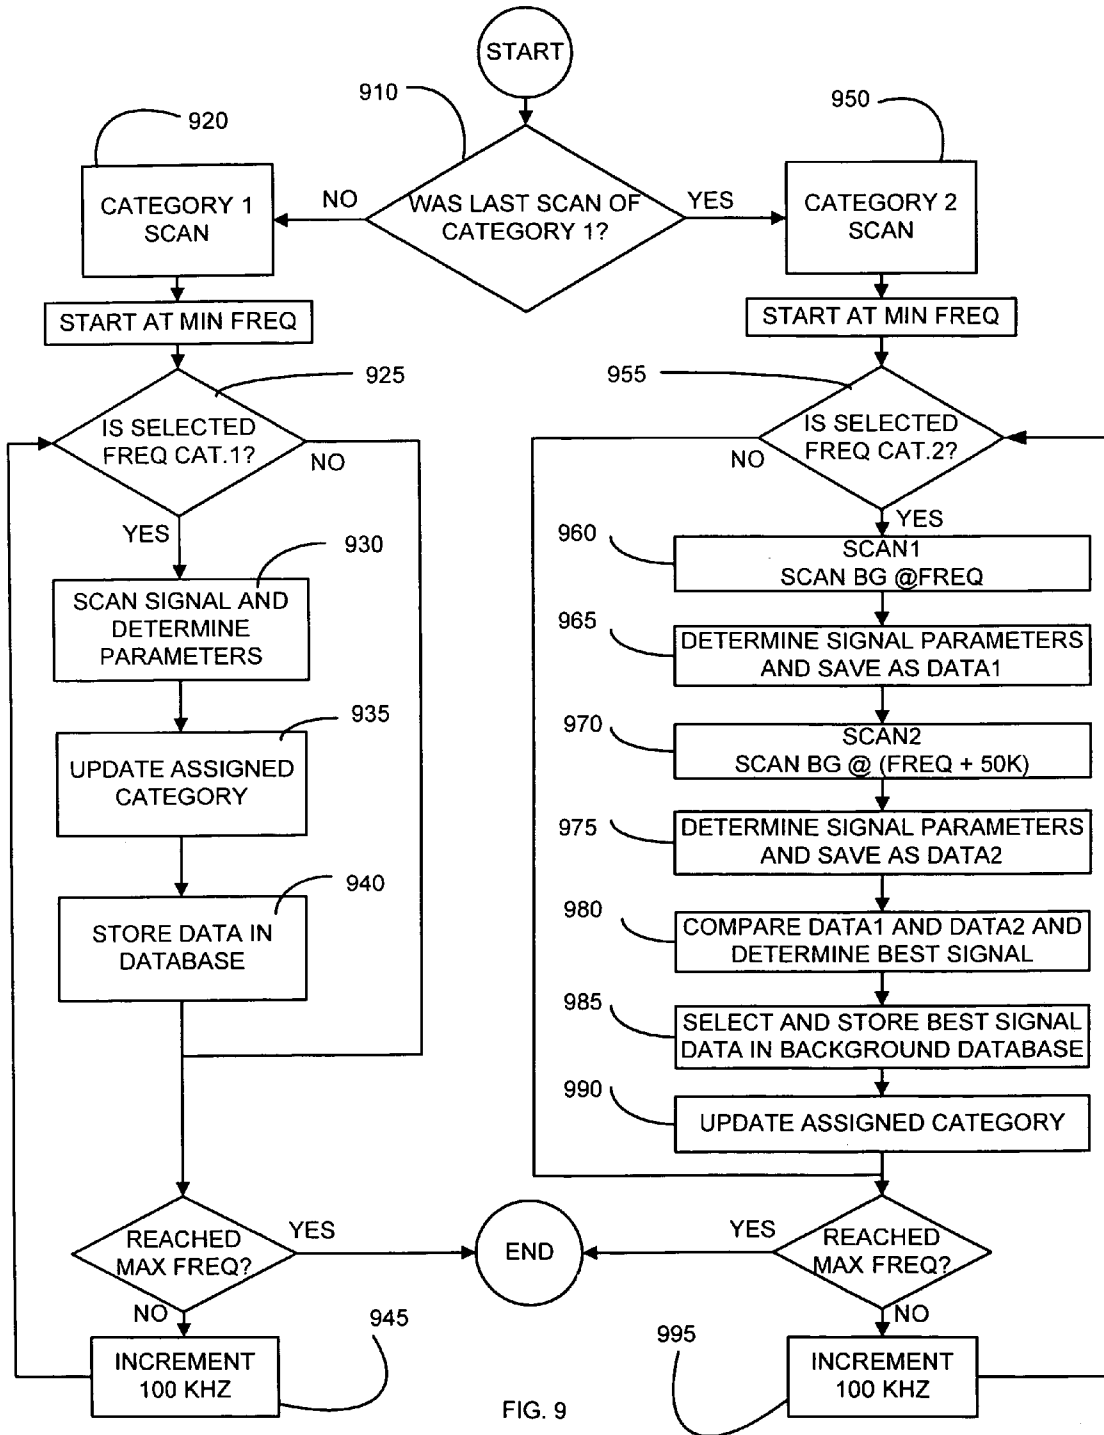 START
910
920
950
CATEGORY 1
SCAN
NO
WAS LAST SCAN OF
CATEGORY 1?
YES
CATEGORY 2
SCAN
START AT MIN FREQ
START AT MIN FREQ
925
955
IS SELECTED
FREQ CAT.1?
NO
YES
IS SELECTED
FREQ CAT.2?
NO
YES
930
SCAN SIGNAL AND
DETERMINE
PARAMETERS
935
UPDATE ASSIGNED
CATEGORY
940
STORE DATA IN
DATABASE
960
SCAN1
SCAN BG @FREQ
965
DETERMINE SIGNAL PARAMETERS
AND SAVE AS DATA1
970
SCAN2
SCAN BG @ (FREQ + 50K)
975
DETERMINE SIGNAL PARAMETERS
AND SAVE AS DATA2
980
COMPARE DATA1 AND DATA2 AND
DETERMINE BEST SIGNAL
985
SELECT AND STORE BEST SIGNAL
DATA IN BACKGROUND DATABASE
990
UPDATE ASSIGNED CATEGORY
REACHED
MAX FREQ?
YES
NO
END
YES
REACHED
MAX FREQ?
NO
945
INCREMENT
100 KHZ
995
INCREMENT
100 KHZ
FIG. 9